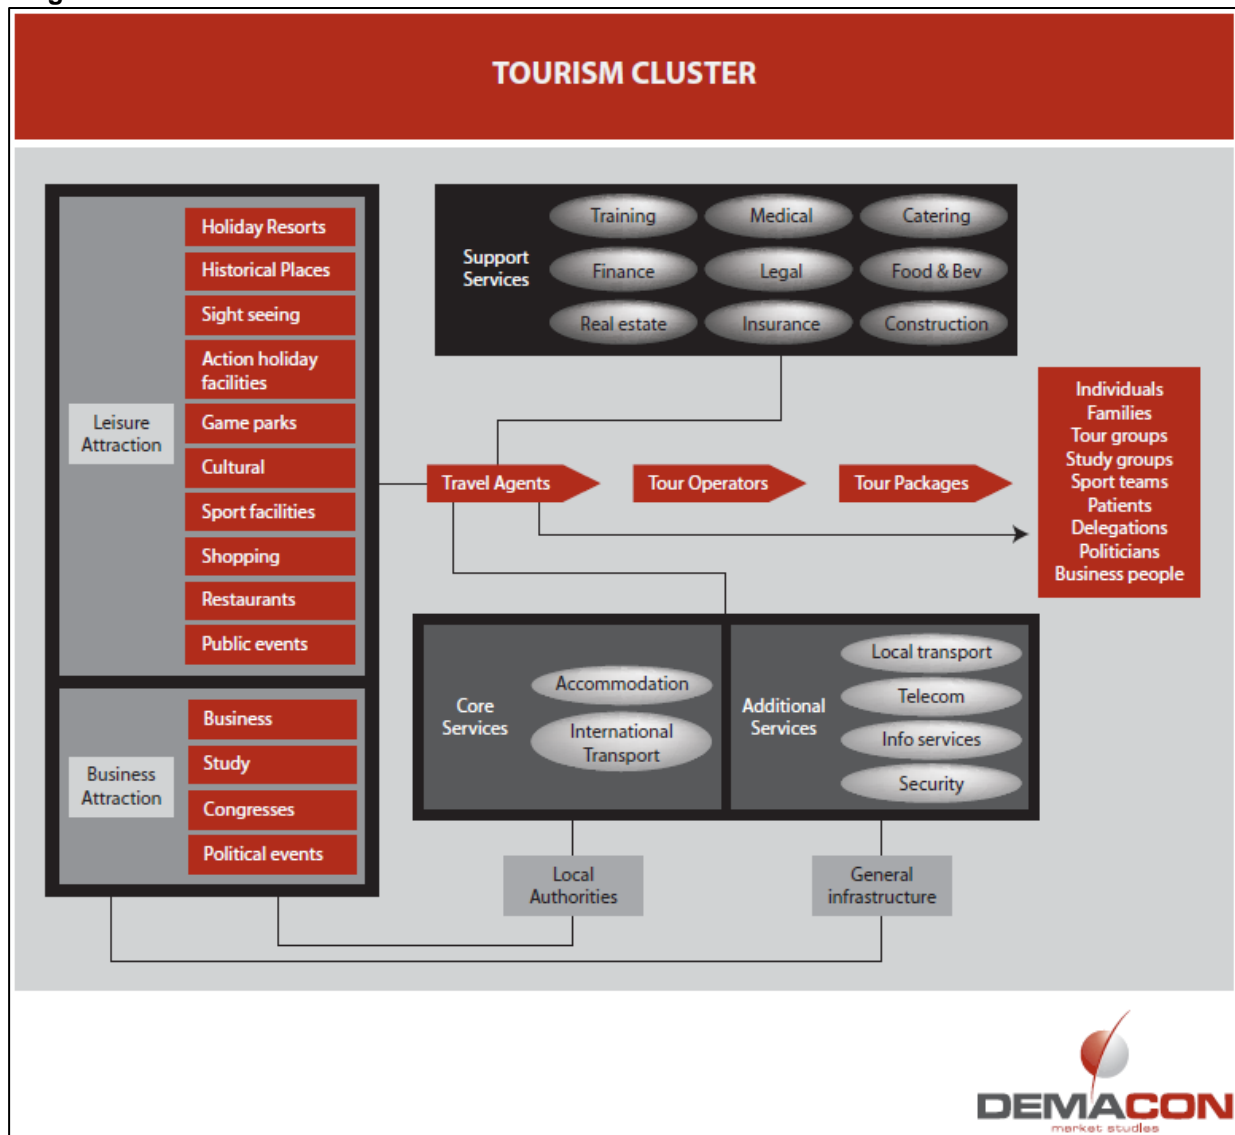 TOURISM CLUSTER
Leisure
Attraction
Holiday Resorts
Historical Places
Sight seeing
Action holiday
facilities
Game parks
Cultural
Sport facilities
Shopping
Restaurants
Public events
Business
Attraction
Business
Study
Congresses
Political events
Support
Services
Training
Medical
Catering
Finance
Legal
Food & Bev
Real estate
Insurance
Construction
Travel Agents
Tour Operators
Tour Packages
Individuals
Families
Tour groups
Study groups
Sport teams
Patients
Delegations
Politicians
Business people
Core
Services
Accommodation
International
Transport
Additional
Services
Local transport
Telecom
Info services
Security
Local
Authorities
General
infrastructure
DEMACON
market studies